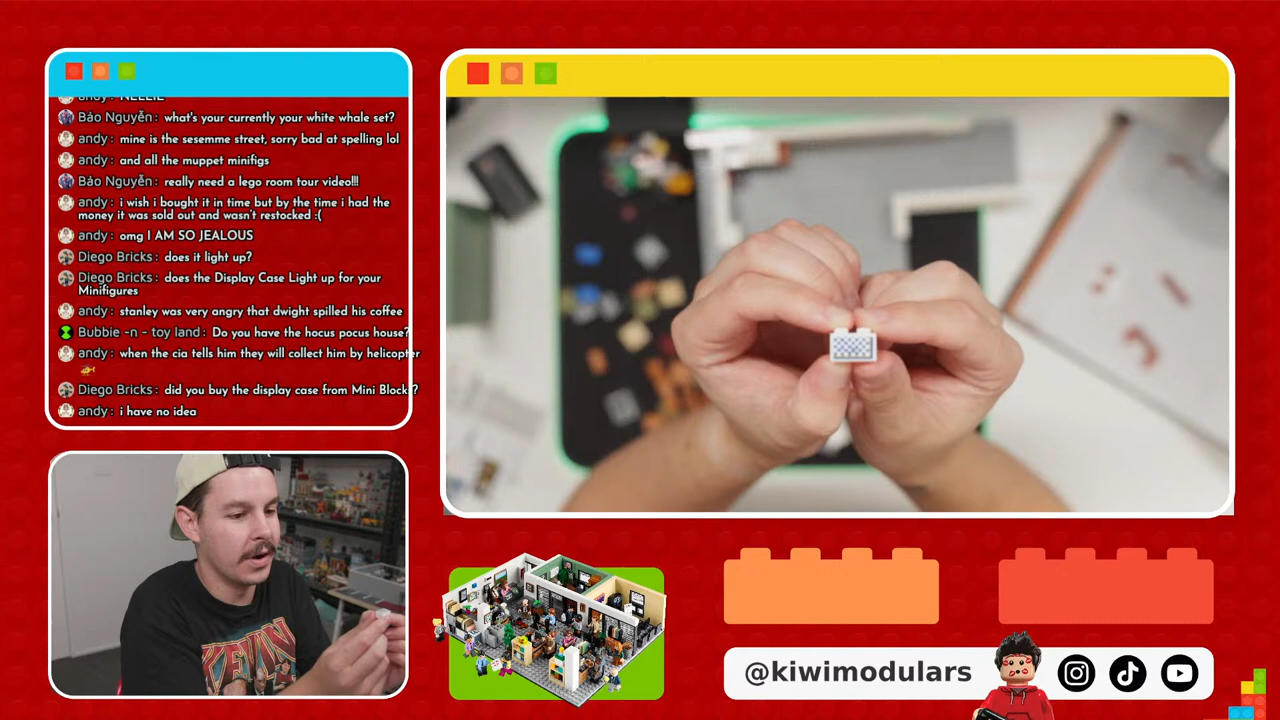 andy: NELLIE
Bảo Nguyễn: what's your currently your white whale set?
andy: mine is the sesemme street, sorry bad at spelling lol
andy: and all the muppet minifigs
Bảo Nguyễn: really need a lego room tour video!!!
andy: i wish i bought it in time but by the time i had the
money it was sold out and wasn't restocked :(
andy: omg I AM SO JEALOUS
Diego Bricks: does it light up?
Diego Bricks: does the Display Case Light up for your
Minifigures
andy: stanley was very angry that dwight spilled his coffee
Bubbie -n - toy land: Do you have the hocus pocus house?
andy: when the cia tells him they will collect him by helicopter
🚁
Diego Bricks: did you buy the display case from Mini Block?
andy: i have no idea
KEVIN
@kiwimodulars